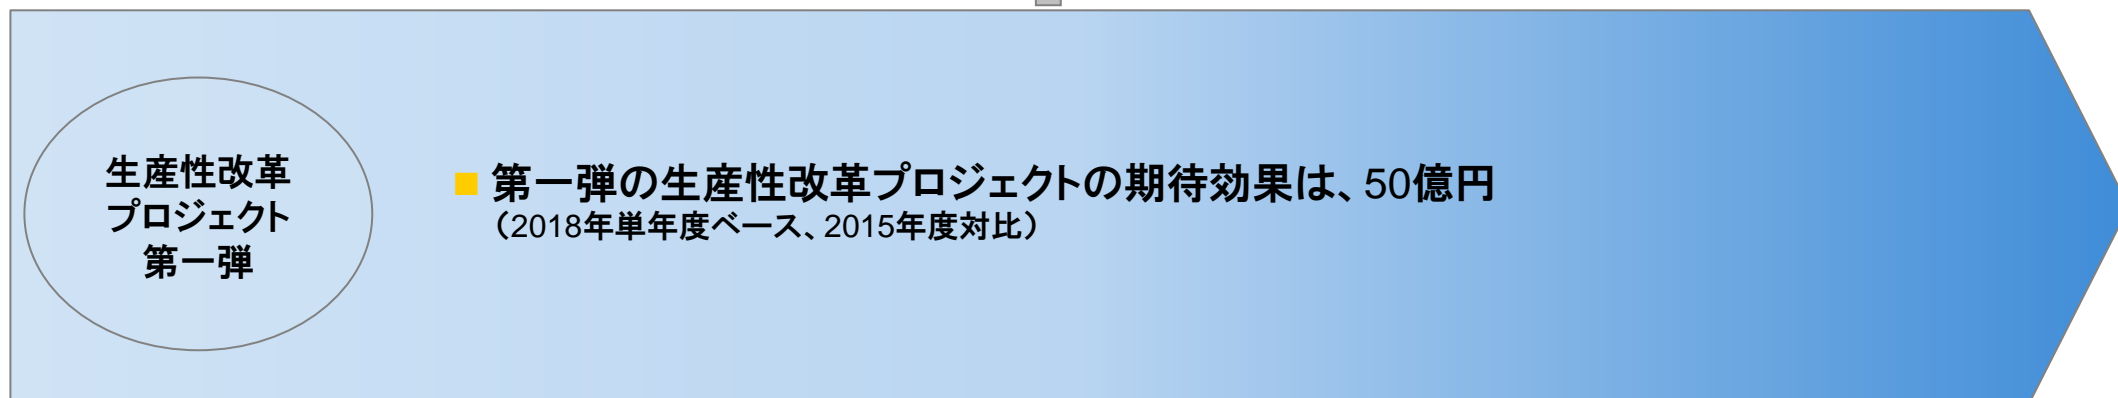 生産性改革
プロジェクト
第一弾
第一弾の生産性改革プロジェクトの期待効果は、50億円
（2018年単年度ベース、2015年度対比）